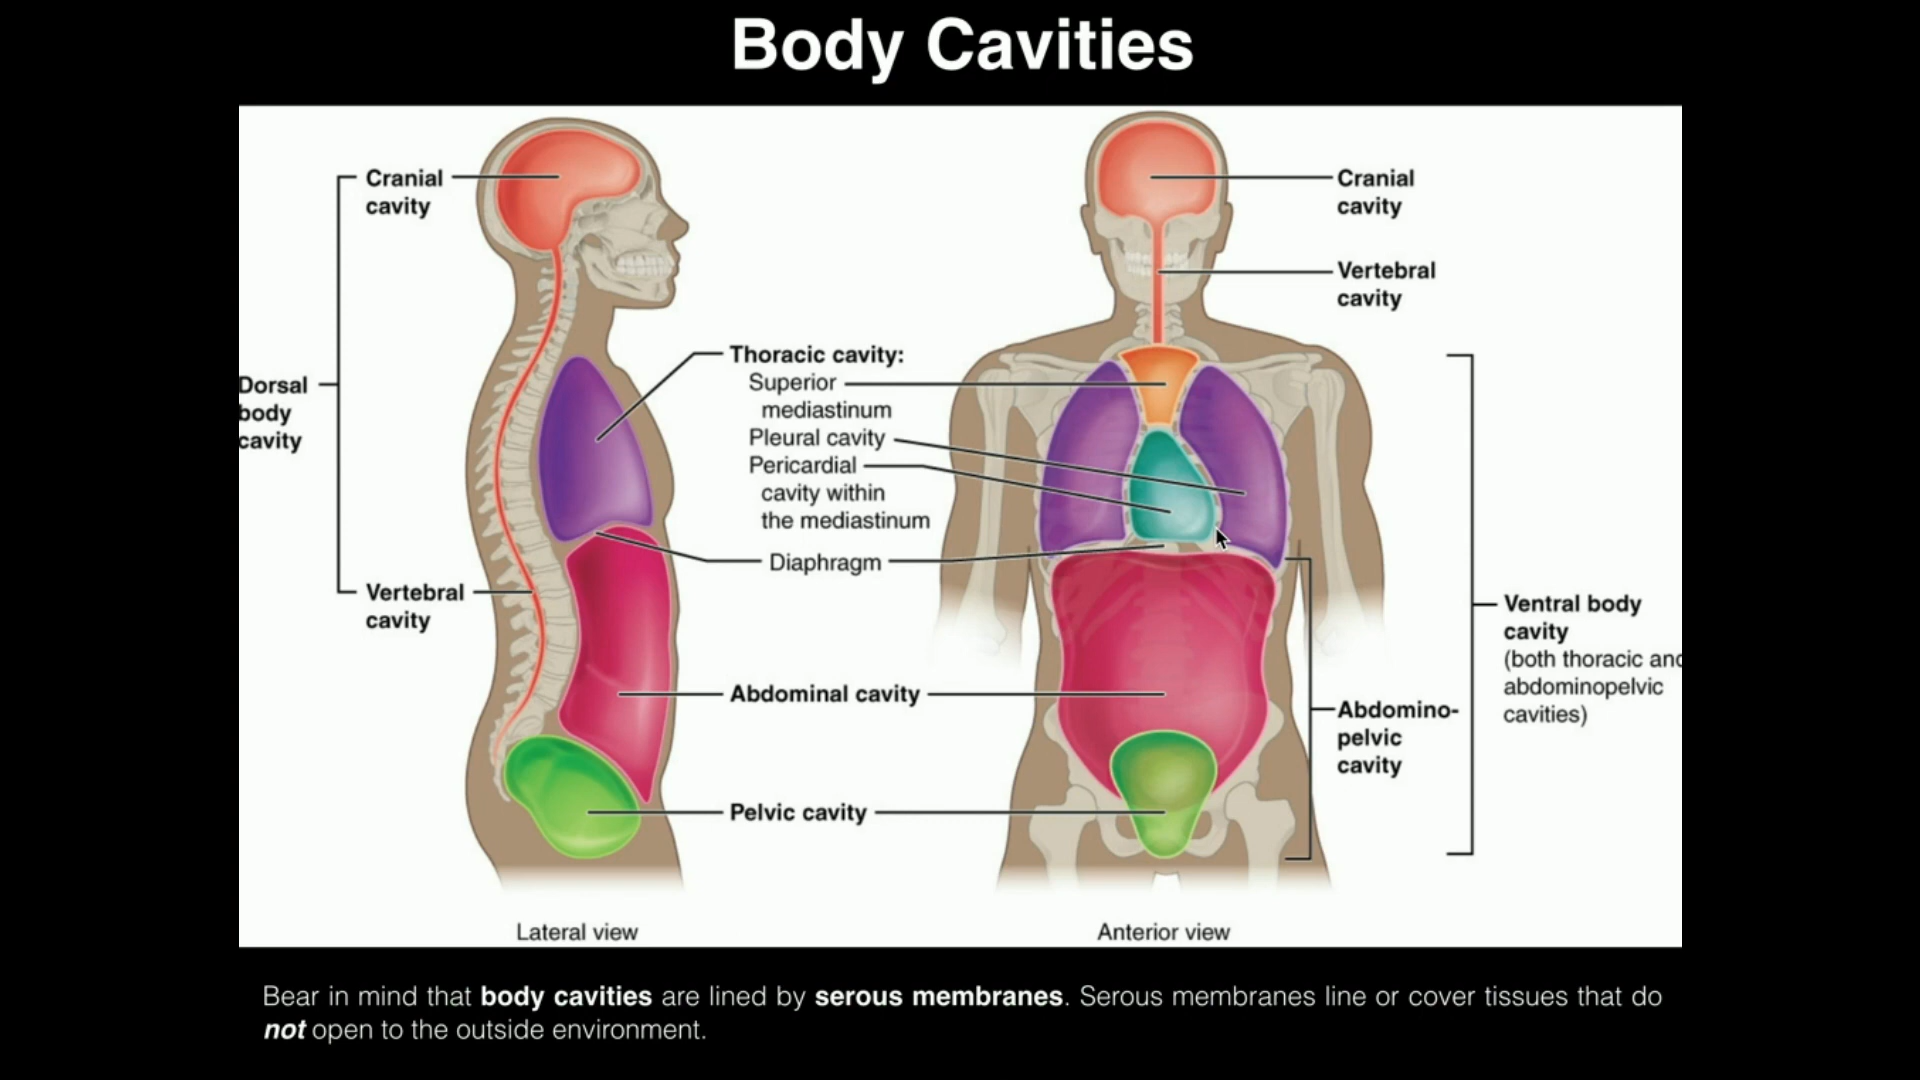 Body Cavities
Cranial
cavity
Dorsal
body
cavity
Vertebral
cavity
Thoracic cavity:
Superior
mediastinum
Pleural cavity
Pericardial
cavity within
the mediastinum
Diaphragm
Abdominal cavity
Pelvic cavity
Cranial
cavity
Vertebral
cavity
Abdomino-
pelvic
cavity
Ventral body
cavity
(both thoracic and
abdominopelvic
cavities)
Lateral view
Anterior view
Bear in mind that body cavities are lined by serous membranes. Serous membranes line or cover tissues that do
not open to the outside environment.